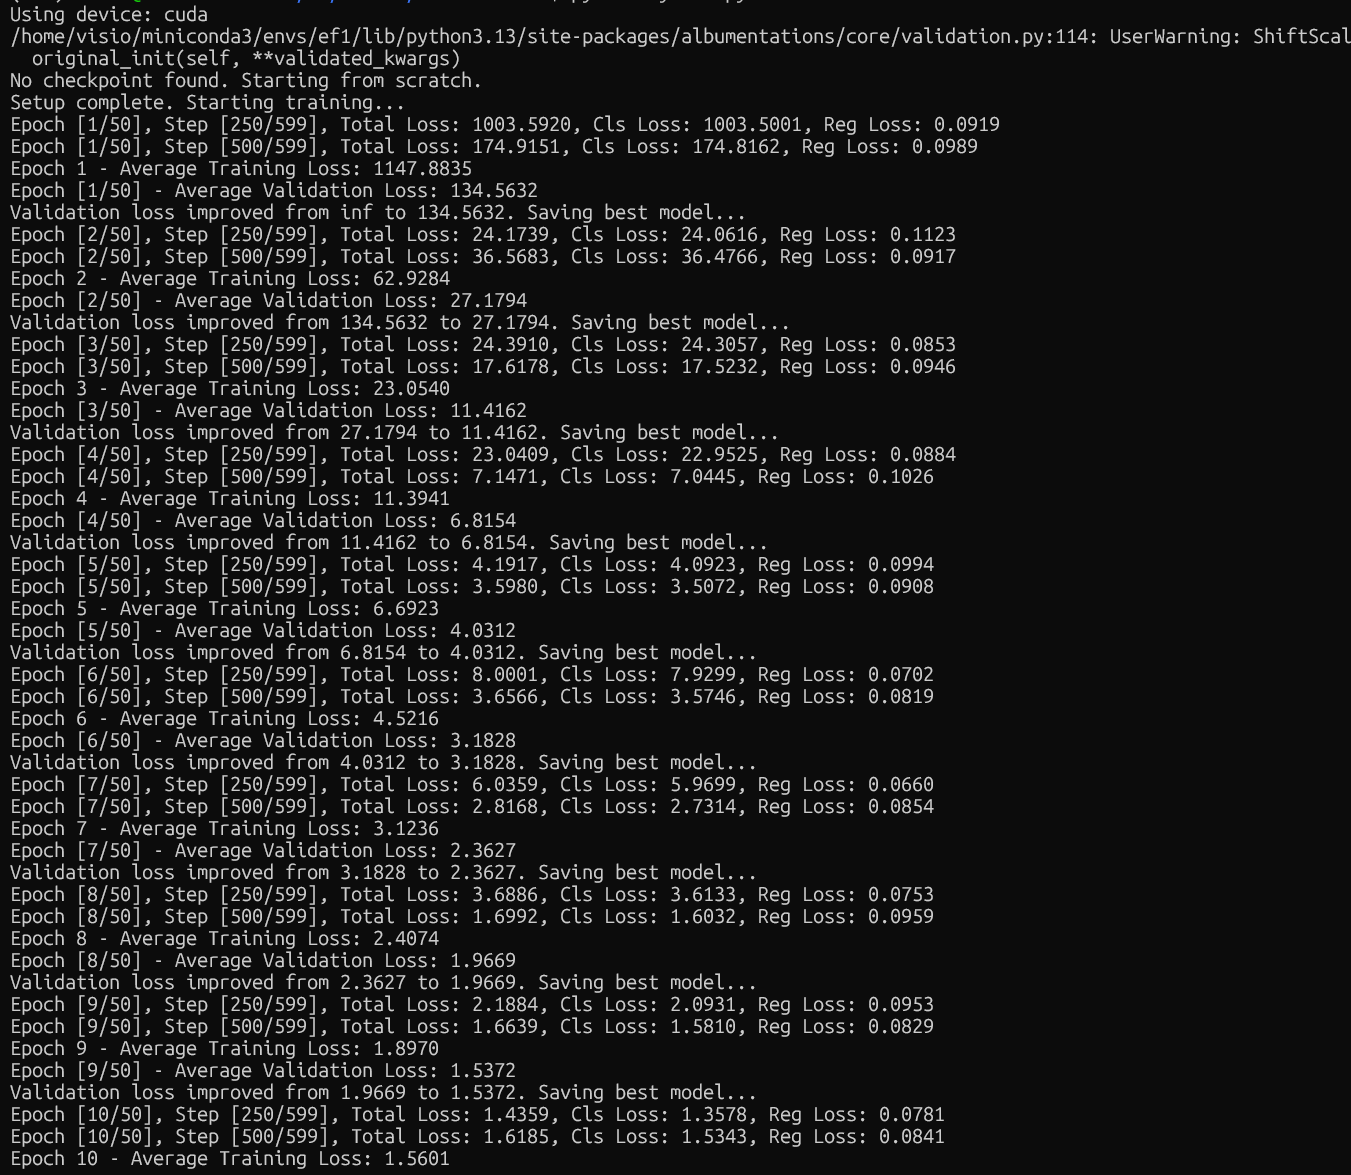 Using device: cuda
/home/visio/miniconda3/envs/ef1/lib/python3.13/site-packages/albumentations/core/validation.py:114: UserWarning: ShiftScal
  original_init(self, **validated_kwargs)
No checkpoint found. Starting from scratch.
Setup complete. Starting training...
Epoch [1/50], Step [250/599], Total Loss: 1003.5920, Cls Loss: 1003.5001, Reg Loss: 0.0919
Epoch [1/50], Step [500/599], Total Loss: 174.9151, Cls Loss: 174.8162, Reg Loss: 0.0989
Epoch 1 - Average Training Loss: 1147.8835
Epoch [1/50] - Average Validation Loss: 134.5632
Validation loss improved from inf to 134.5632. Saving best model...
Epoch [2/50], Step [250/599], Total Loss: 24.1739, Cls Loss: 24.0616, Reg Loss: 0.1123
Epoch [2/50], Step [500/599], Total Loss: 36.5683, Cls Loss: 36.4766, Reg Loss: 0.0917
Epoch 2 - Average Training Loss: 62.9284
Epoch [2/50] - Average Validation Loss: 27.1794
Validation loss improved from 134.5632 to 27.1794. Saving best model...
Epoch [3/50], Step [250/599], Total Loss: 24.3910, Cls Loss: 24.3057, Reg Loss: 0.0853
Epoch [3/50], Step [500/599], Total Loss: 17.6178, Cls Loss: 17.5232, Reg Loss: 0.0946
Epoch 3 - Average Training Loss: 23.0540
Epoch [3/50] - Average Validation Loss: 11.4162
Validation loss improved from 27.1794 to 11.4162. Saving best model...
Epoch [4/50], Step [250/599], Total Loss: 23.0409, Cls Loss: 22.9525, Reg Loss: 0.0884
Epoch [4/50], Step [500/599], Total Loss: 7.1471, Cls Loss: 7.0445, Reg Loss: 0.1026
Epoch 4 - Average Training Loss: 11.3941
Epoch [4/50] - Average Validation Loss: 6.8154
Validation loss improved from 11.4162 to 6.8154. Saving best model...
Epoch [5/50], Step [250/599], Total Loss: 4.1917, Cls Loss: 4.0923, Reg Loss: 0.0994
Epoch [5/50], Step [500/599], Total Loss: 3.5980, Cls Loss: 3.5072, Reg Loss: 0.0908
Epoch 5 - Average Training Loss: 6.6923
Epoch [5/50] - Average Validation Loss: 4.0312
Validation loss improved from 6.8154 to 4.0312. Saving best model...
Epoch [6/50], Step [250/599], Total Loss: 8.0001, Cls Loss: 7.9299, Reg Loss: 0.0702
Epoch [6/50], Step [500/599], Total Loss: 3.6566, Cls Loss: 3.5746, Reg Loss: 0.0819
Epoch 6 - Average Training Loss: 4.5216
Epoch [6/50] - Average Validation Loss: 3.1828
Validation loss improved from 4.0312 to 3.1828. Saving best model...
Epoch [7/50], Step [250/599], Total Loss: 6.0359, Cls Loss: 5.9699, Reg Loss: 0.0660
Epoch [7/50], Step [500/599], Total Loss: 2.8168, Cls Loss: 2.7314, Reg Loss: 0.0854
Epoch 7 - Average Training Loss: 3.1236
Epoch [7/50] - Average Validation Loss: 2.3627
Validation loss improved from 3.1828 to 2.3627. Saving best model...
Epoch [8/50], Step [250/599], Total Loss: 3.6886, Cls Loss: 3.6133, Reg Loss: 0.0753
Epoch [8/50], Step [500/599], Total Loss: 1.6992, Cls Loss: 1.6032, Reg Loss: 0.0959
Epoch 8 - Average Training Loss: 2.4074
Epoch [8/50] - Average Validation Loss: 1.9669
Validation loss improved from 2.3627 to 1.9669. Saving best model...
Epoch [9/50], Step [250/599], Total Loss: 2.1884, Cls Loss: 2.0931, Reg Loss: 0.0953
Epoch [9/50], Step [500/599], Total Loss: 1.6639, Cls Loss: 1.5810, Reg Loss: 0.0829
Epoch 9 - Average Training Loss: 1.8970
Epoch [9/50] - Average Validation Loss: 1.5372
Validation loss improved from 1.9669 to 1.5372. Saving best model...
Epoch [10/50], Step [250/599], Total Loss: 1.4359, Cls Loss: 1.3578, Reg Loss: 0.0781
Epoch [10/50], Step [500/599], Total Loss: 1.6185, Cls Loss: 1.5343, Reg Loss: 0.0841
Epoch 10 - Average Training Loss: 1.5601